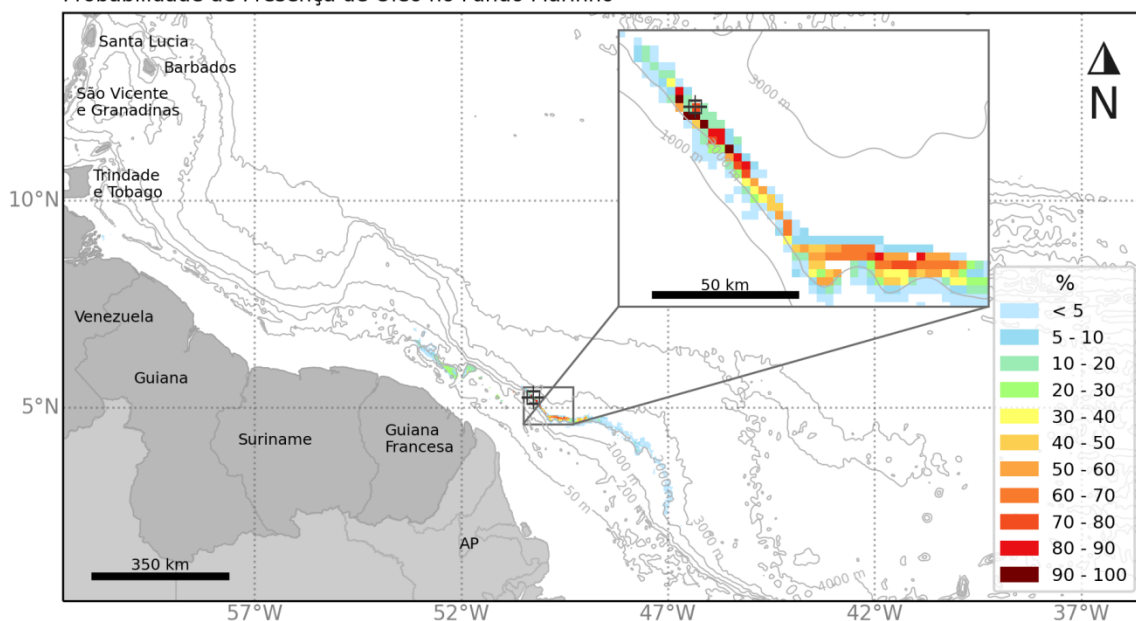 Probabilidade de Presença de Óleo no Fundo Marinho
Santa Lucia
Barbados
São Vicente
e Granadinas
Trindade
e Tobago
10°N
Venezuela
Guiana
5°N
Suriname
Guiana
Francesa
AP
350 km
57°W
52°W
47°W
42°W
37°W
50 m
200 m
1000 m
1000 m
3000 m
4000 m
3000 m
1000 m
50 km
N
%
< 5
5 - 10
10 - 20
20 - 30
30 - 40
40 - 50
50 - 60
60 - 70
70 - 80
80 - 90
90 - 100